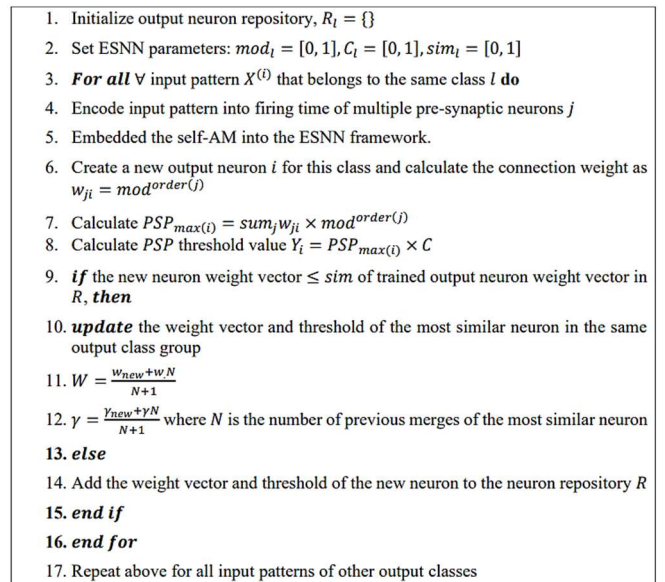 1. Initialize output neuron repository, R_l = {}
2. Set ESNN parameters: mod_l = [0, 1], C_l = [0, 1], sim_l = [0, 1]
3. For all ∀ input pattern X^(i) that belongs to the same class l do
4. Encode input pattern into firing time of multiple pre-synaptic neurons j
5. Embedded the self-AM into the ESNN framework.
6. Create a new output neuron i for this class and calculate the connection weight as
w_ji = mod^order(j)
7. Calculate PSP_max(i) = sum_j w_ji × mod^order(j)
8. Calculate PSP threshold value Y_i = PSP_max(i) × C
9. if the new neuron weight vector ≤ sim of trained output neuron weight vector in
R, then
10. update the weight vector and threshold of the most similar neuron in the same
output class group
11. W = (w_new + w.N) / (N+1)
12. γ = (γ_new + γN) / (N+1) where N is the number of previous merges of the most similar neuron
13. else
14. Add the weight vector and threshold of the new neuron to the neuron repository R
15. end if
16. end for
17. Repeat above for all input patterns of other output classes